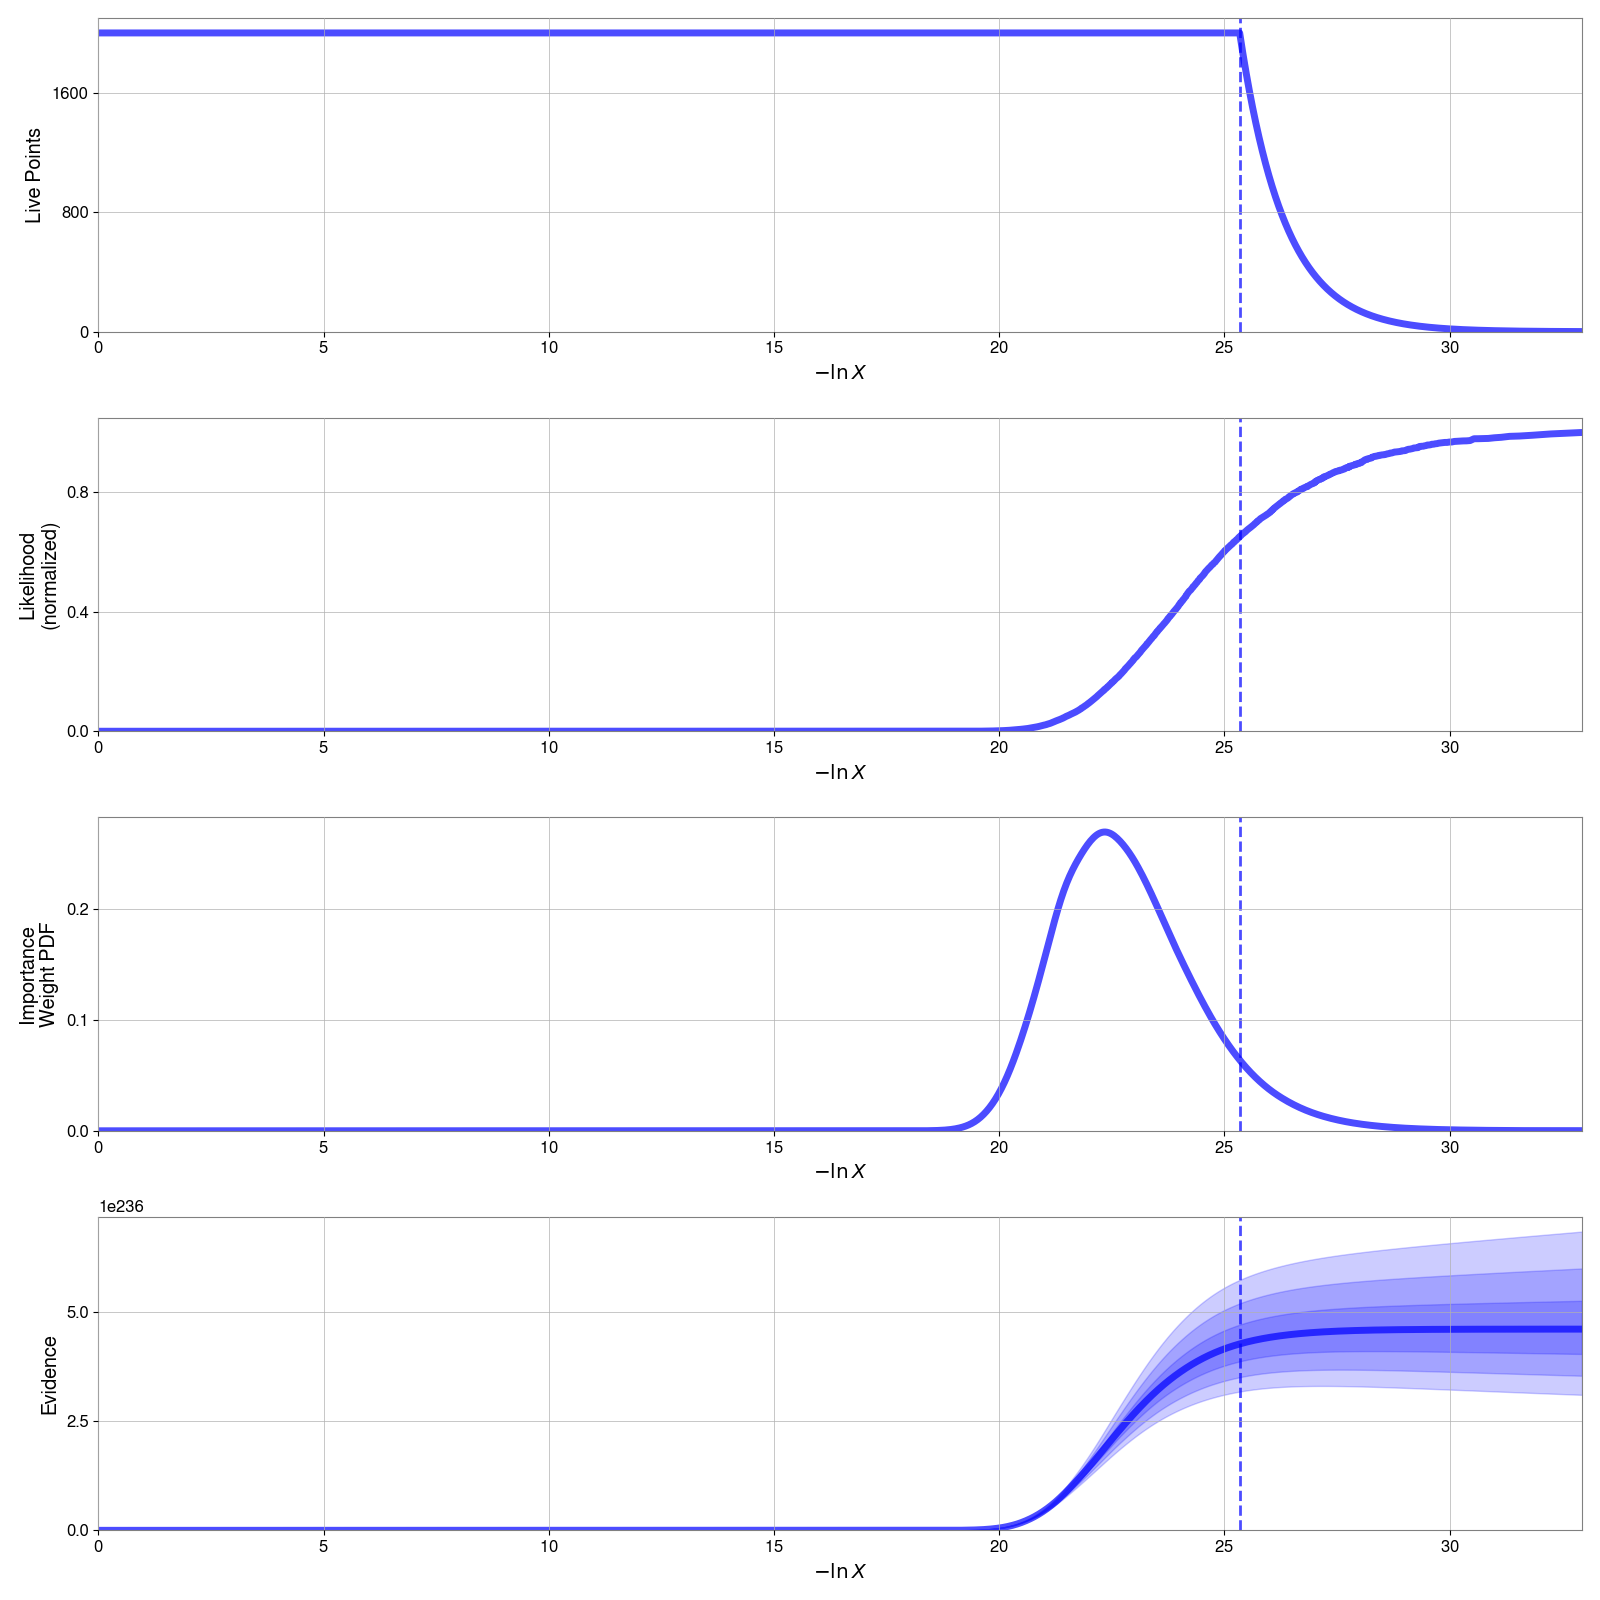 1600
800
0
Live Points
0 5 10 15 20 25 30
−ln X
0.8
0.4
0.0
Likelihood
(normalized)
0 5 10 15 20 25 30
−ln X
0.2
0.1
0.0
Importance
Weight PDF
0 5 10 15 20 25 30
−ln X
1e236
5.0
2.5
0.0
Evidence
0 5 10 15 20 25 30
−ln X